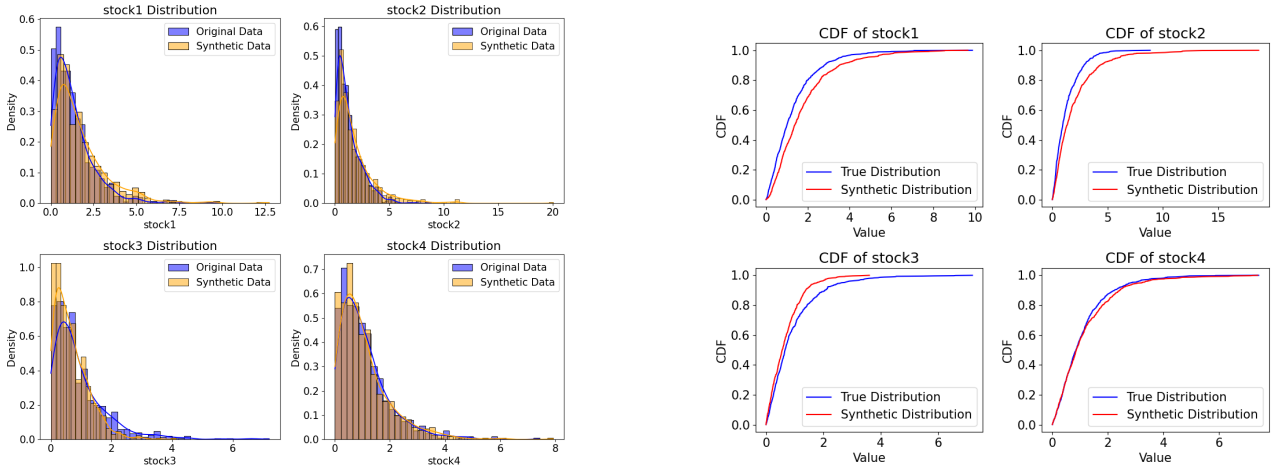 stock1 Distribution
0.6
0.5
0.4
0.3
0.2
0.1
0.0
Density
Original Data
Synthetic Data
0.0 2.5 5.0 7.5 10.0 12.5
stock1
stock2 Distribution
0.6
0.5
0.4
0.3
0.2
0.1
0.0
Density
Original Data
Synthetic Data
0 5 10 15 20
stock2
CDF of stock1
1.0
0.8
0.6
0.4
0.2
0.0
CDF
True Distribution
Synthetic Distribution
0 2 4 6 8 10
Value
CDF of stock2
1.0
0.8
0.6
0.4
0.2
0.0
CDF
True Distribution
Synthetic Distribution
0 5 10 15
Value
stock3 Distribution
1.0
0.8
0.6
0.4
0.2
0.0
Density
Original Data
Synthetic Data
0 2 4 6
stock3
stock4 Distribution
0.7
0.6
0.5
0.4
0.3
0.2
0.1
0.0
Density
Original Data
Synthetic Data
0 2 4 6 8
stock4
CDF of stock3
1.0
0.8
0.6
0.4
0.2
0.0
CDF
True Distribution
Synthetic Distribution
0 2 4 6
Value
CDF of stock4
1.0
0.8
0.6
0.4
0.2
0.0
CDF
True Distribution
Synthetic Distribution
0 2 4 6
Value